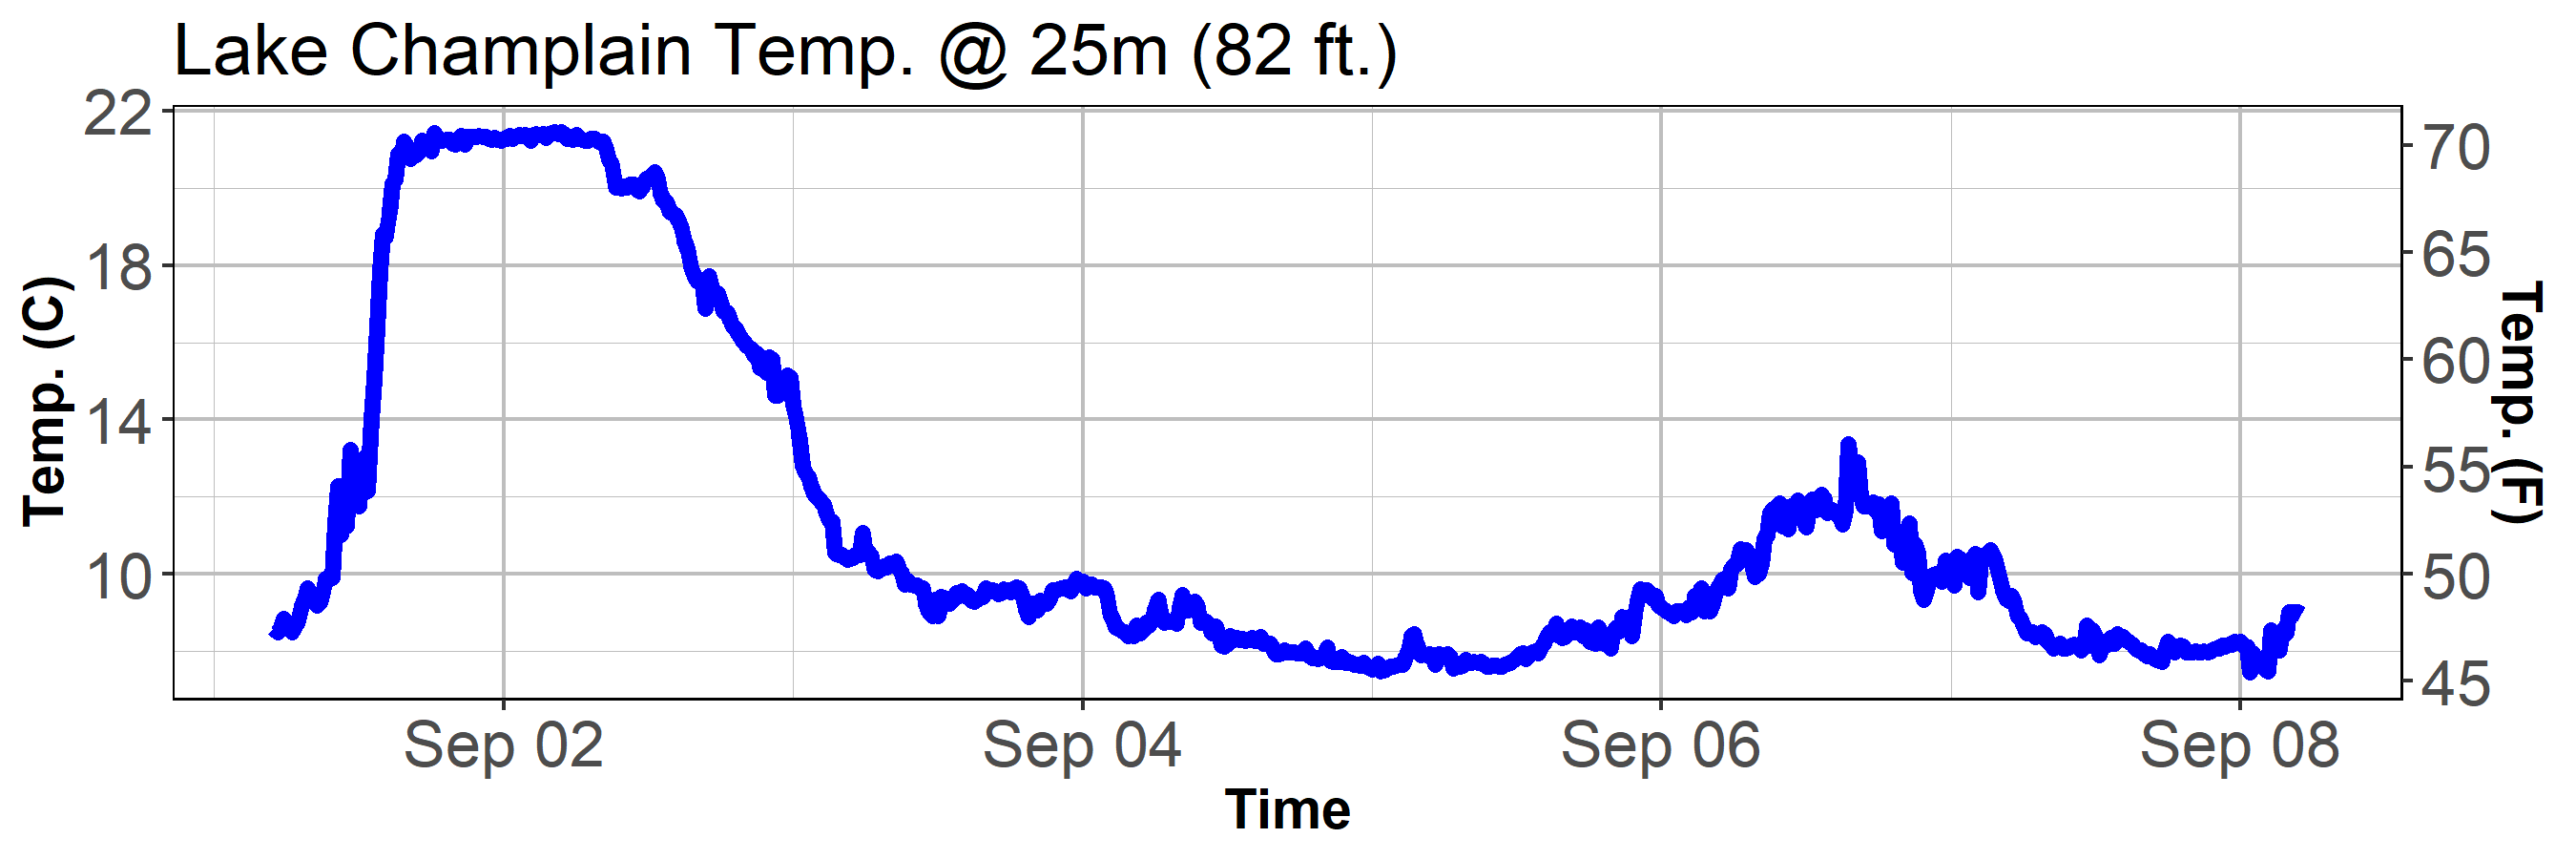 Lake Champlain Temp. @ 25m (82 ft.)
Temp. (C)
22
18
14
10
70
65
60
55
50
45
Temp. (F)
Sep 02 Sep 04 Sep 06 Sep 08
Time